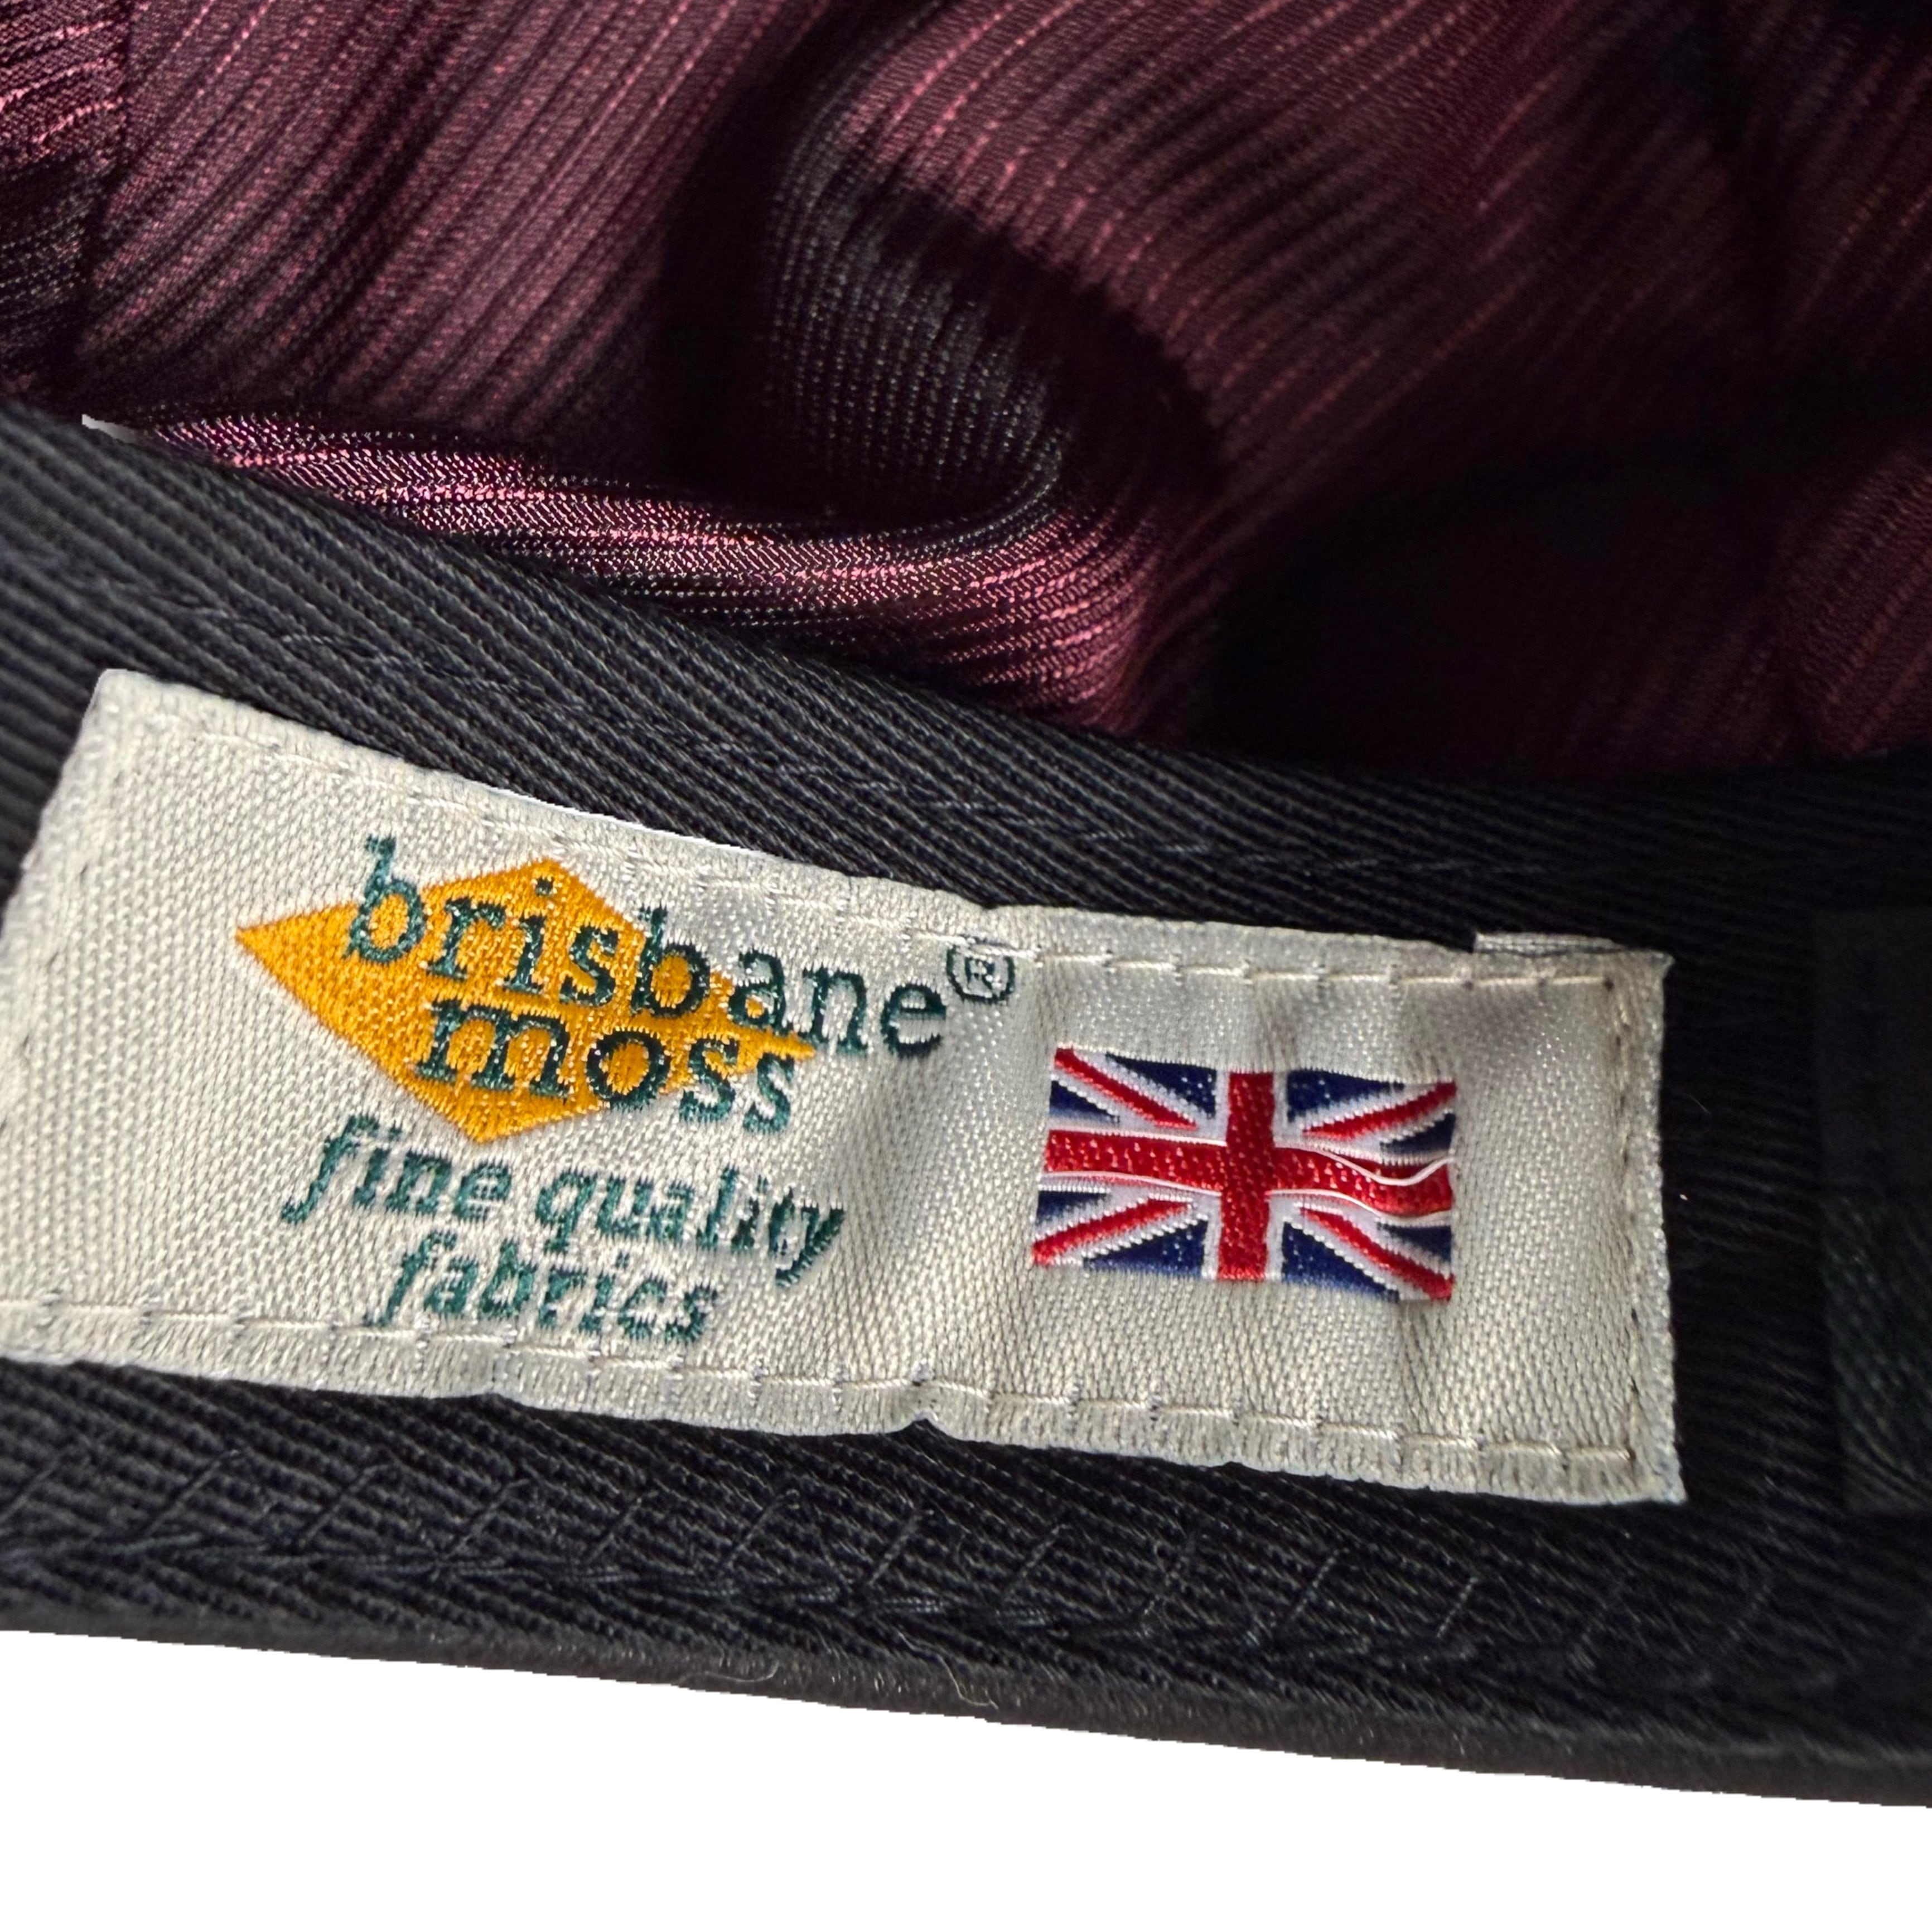 brisbane®
moss
fine quality
fabrics